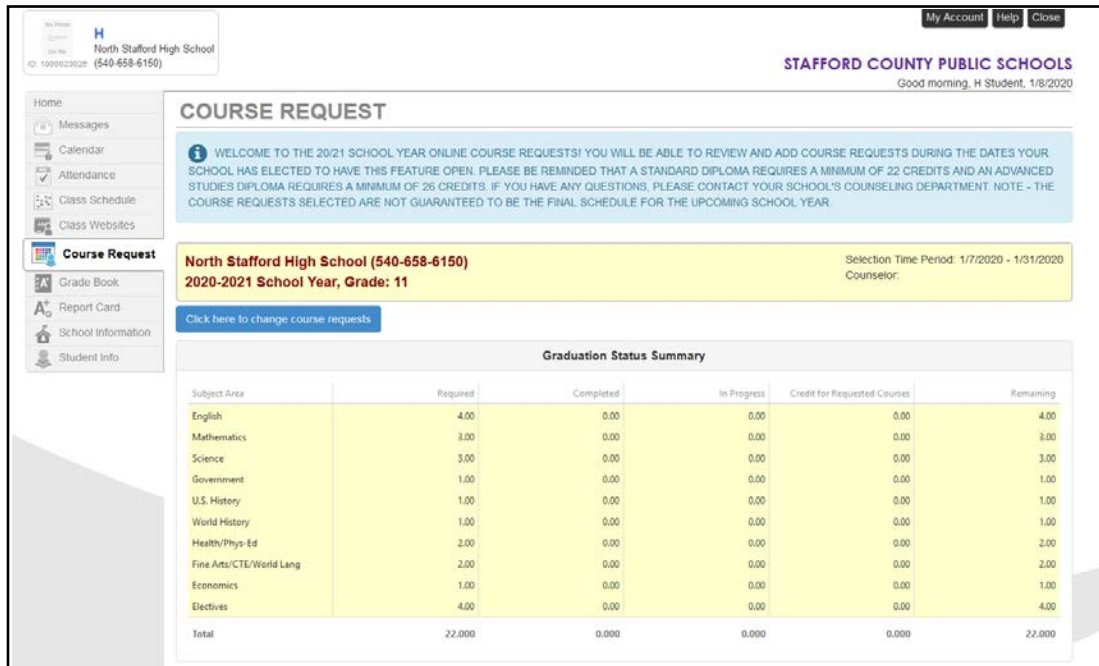 My Account Help Close
H
North Stafford High School
ID: 1000023028 (540-658-6150)
STAFFORD COUNTY PUBLIC SCHOOLS
Good morning, H Student, 1/8/2020
Home
Messages
Calendar
Attendance
Class Schedule
Class Websites
Course Request
Grade Book
Report Card
School Information
Student Info
COURSE REQUEST
WELCOME TO THE 20/21 SCHOOL YEAR ONLINE COURSE REQUESTS! YOU WILL BE ABLE TO REVIEW AND ADD COURSE REQUESTS DURING THE DATES YOUR
SCHOOL HAS ELECTED TO HAVE THIS FEATURE OPEN. PLEASE BE REMINDED THAT A STANDARD DIPLOMA REQUIRES A MINIMUM OF 22 CREDITS AND AN ADVANCED
STUDIES DIPLOMA REQUIRES A MINIMUM OF 26 CREDITS. IF YOU HAVE ANY QUESTIONS, PLEASE CONTACT YOUR SCHOOL'S COUNSELING DEPARTMENT. NOTE - THE
COURSE REQUESTS SELECTED ARE NOT GUARANTEED TO BE THE FINAL SCHEDULE FOR THE UPCOMING SCHOOL YEAR.
North Stafford High School (540-658-6150)
2020-2021 School Year, Grade: 11
Selection Time Period: 1/7/2020 - 1/31/2020
Counselor:
Click here to change course requests
Graduation Status Summary
Subject Area Required Completed In Progress Credit for Requested Courses Remaining
English 4.00 0.00 0.00 0.00 4.00
Mathematics 3.00 0.00 0.00 0.00 3.00
Science 3.00 0.00 0.00 0.00 3.00
Government 1.00 0.00 0.00 0.00 1.00
U.S. History 1.00 0.00 0.00 0.00 1.00
World History 1.00 0.00 0.00 0.00 1.00
Health/Phys-Ed 2.00 0.00 0.00 0.00 2.00
Fine Arts/CTE/World Lang 2.00 0.00 0.00 0.00 2.00
Economics 1.00 0.00 0.00 0.00 1.00
Electives 4.00 0.00 0.00 0.00 4.00
Total 22.000 0.000 0.000 0.000 22.000